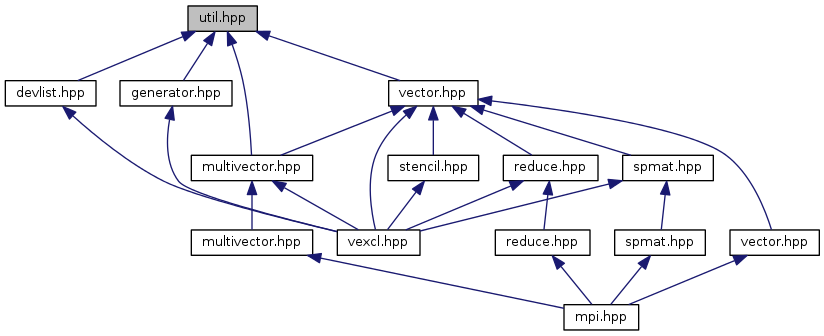 util.hpp
devlist.hpp
generator.hpp
vector.hpp
multivector.hpp
stencil.hpp
reduce.hpp
spmat.hpp
multivector.hpp
vexcl.hpp
reduce.hpp
spmat.hpp
vector.hpp
mpi.hpp